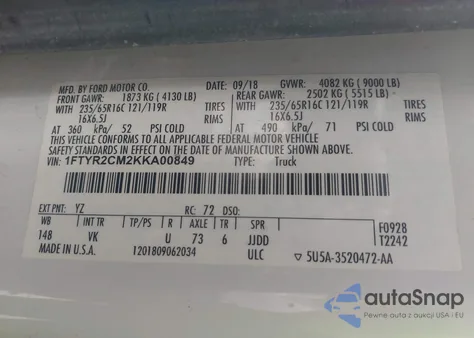 MFD. BY FORD MOTOR CO. DATE: 09/18 GVWR: 4082 KG (9000 LB)
FRONT GAWR: 1873 KG (4130 LB) REAR GAWR: 2502 KG (5515 LB)
WITH 235/65R16C 121/119R TIRES WITH 235/65R16C 121/119R TIRES
16X6.5J RIMS 16X6.5J RIMS
AT 360 kPa/ 52 PSI COLD AT 490 kPa/ 71 PSI COLD
THIS VEHICLE CONFORMS TO ALL APPLICABLE FEDERAL MOTOR VEHICLE
SAFETY STANDARDS IN EFFECT ON THE DATE OF MANUFACTURE SHOWN ABOVE.
VIN: 1FTYR2CM2KKA00849 TYPE: Truck
EXT PNT: YZ RC: 72 DSO: F0928
WB INT TR TP/PS R AXLE TR SPR T2242
148 VK U 73 6 JJDD
MADE IN U.S.A. 1201809062034 ULC ▽ 5U5A-3520472-AA
autoSnap
Pewne auta z USA i EU